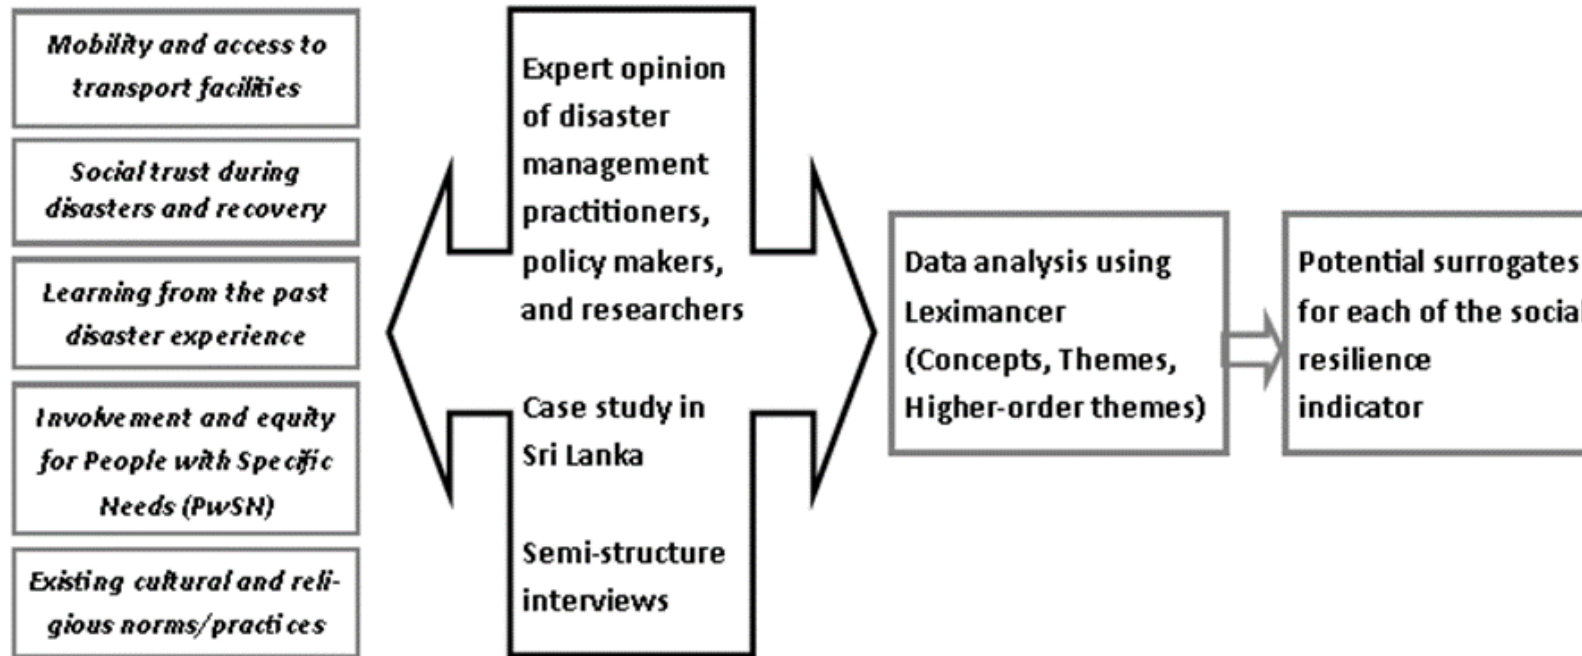 Mobility and access to
transport facilities
Social trust during
disasters and recovery
Learning from the past
disaster experience
Involvement and equity
for People with Specific
Needs (PwSN)
Existing cultural and reli-
gious norms/practices
Expert opinion
of disaster
management
practitioners,
policy makers,
and researchers
Case study in
Sri Lanka
Semi-structure
interviews
Data analysis using
Leximancer
(Concepts, Themes,
Higher-order themes)
Potential surrogates
for each of the social
resilience
indicator